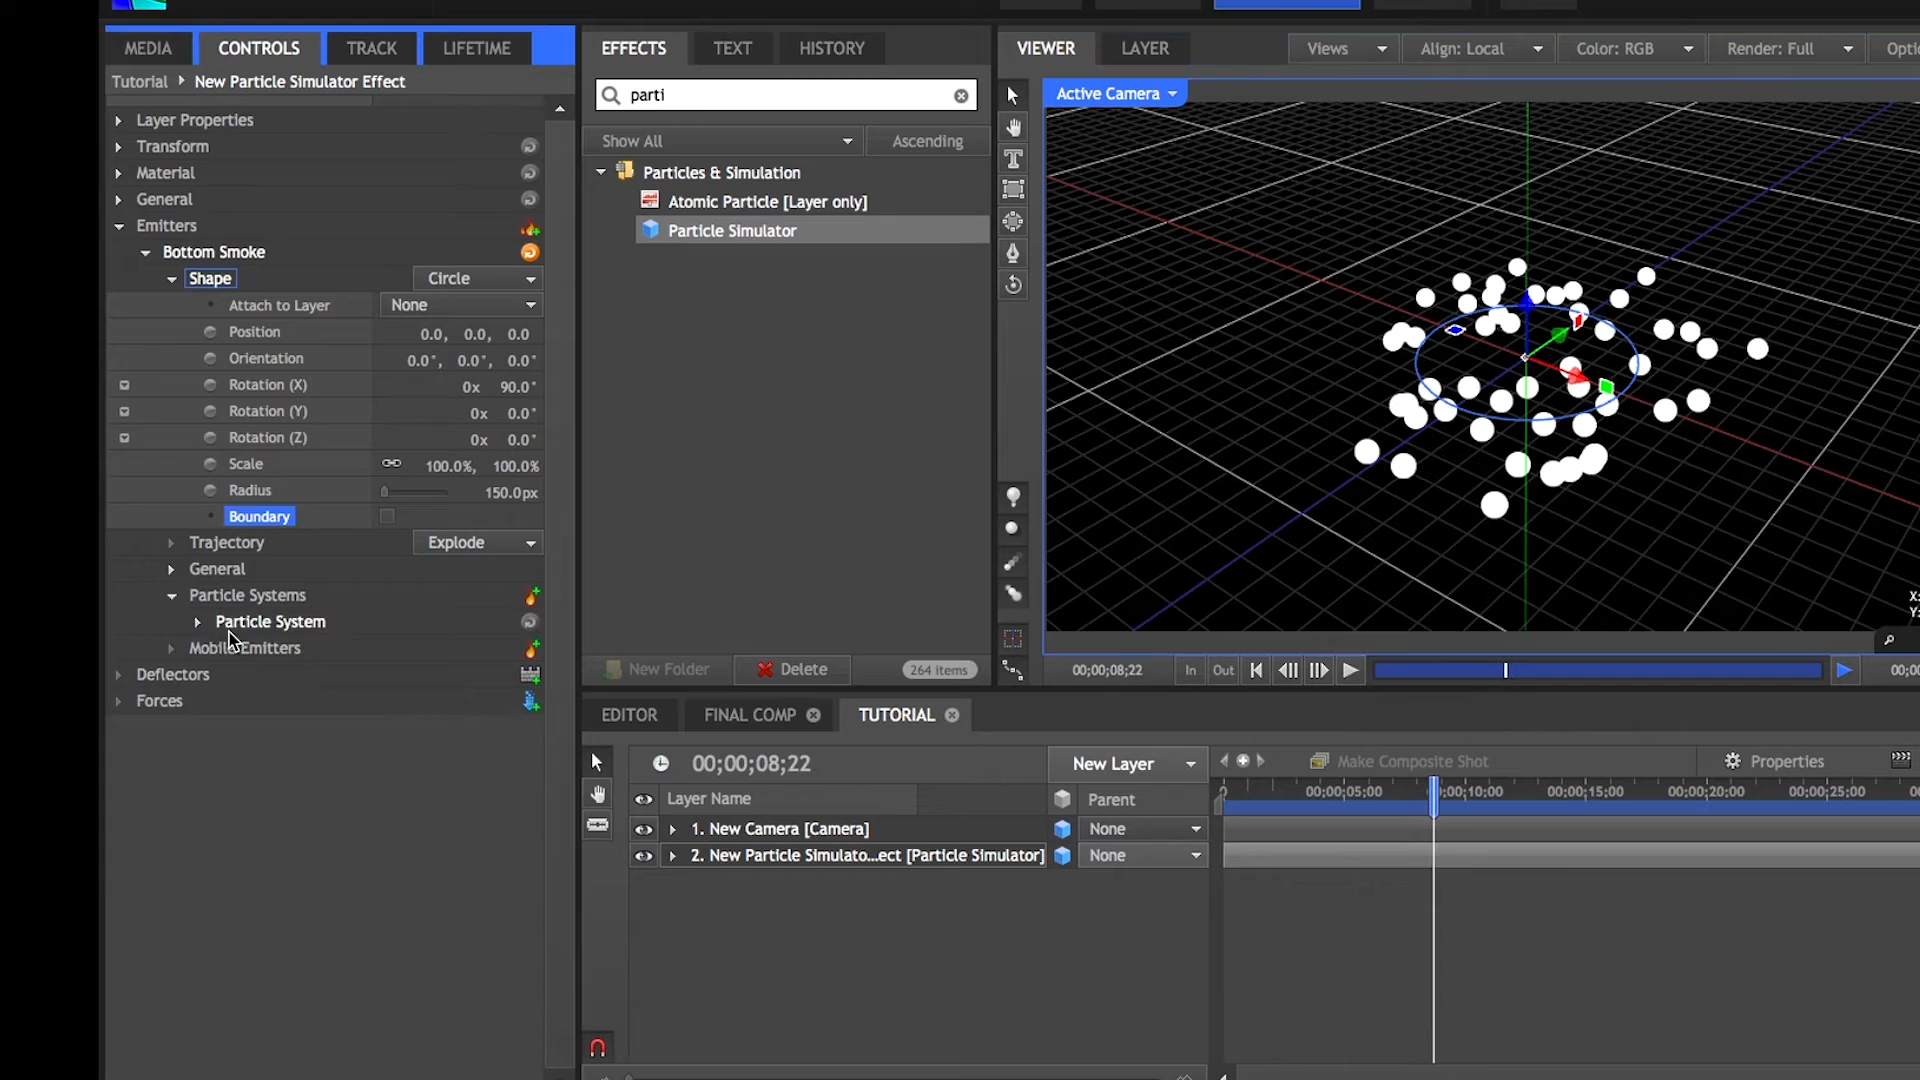 MEDIA CONTROLS TRACK LIFETIME
Tutorial New Particle Simulator Effect
Layer Properties
Transform
Material
General
Emitters
Bottom Smoke
Shape Circle
Attach to Layer None
Position 0.0, 0.0, 0.0
Orientation 0.0°, 0.0°, 0.0°
Rotation (X) 0x 90.0°
Rotation (Y) 0x 0.0°
Rotation (Z) 0x 0.0°
Scale 100.0%, 100.0%
Radius 150.0px
Boundary
Trajectory Explode
General
Particle Systems
Particle System
Mobile Emitters
Deflectors
Forces
EFFECTS TEXT HISTORY
parti
Show All Ascending
Particles & Simulation
Atomic Particle [Layer only]
Particle Simulator
New Folder Delete 264 items
VIEWER LAYER Views Align: Local Color: RGB Render: Full
Active Camera
X:
Y:
00;00;08;22 In Out
EDITOR FINAL COMP TUTORIAL
00;00;08;22 New Layer Make Composite Shot Properties
Layer Name Parent
00;00;05;00 00;00;15;00 00;00;20;00 00;00;25;00
1. New Camera [Camera] None
2. New Particle Simulato...ect [Particle Simulator] None